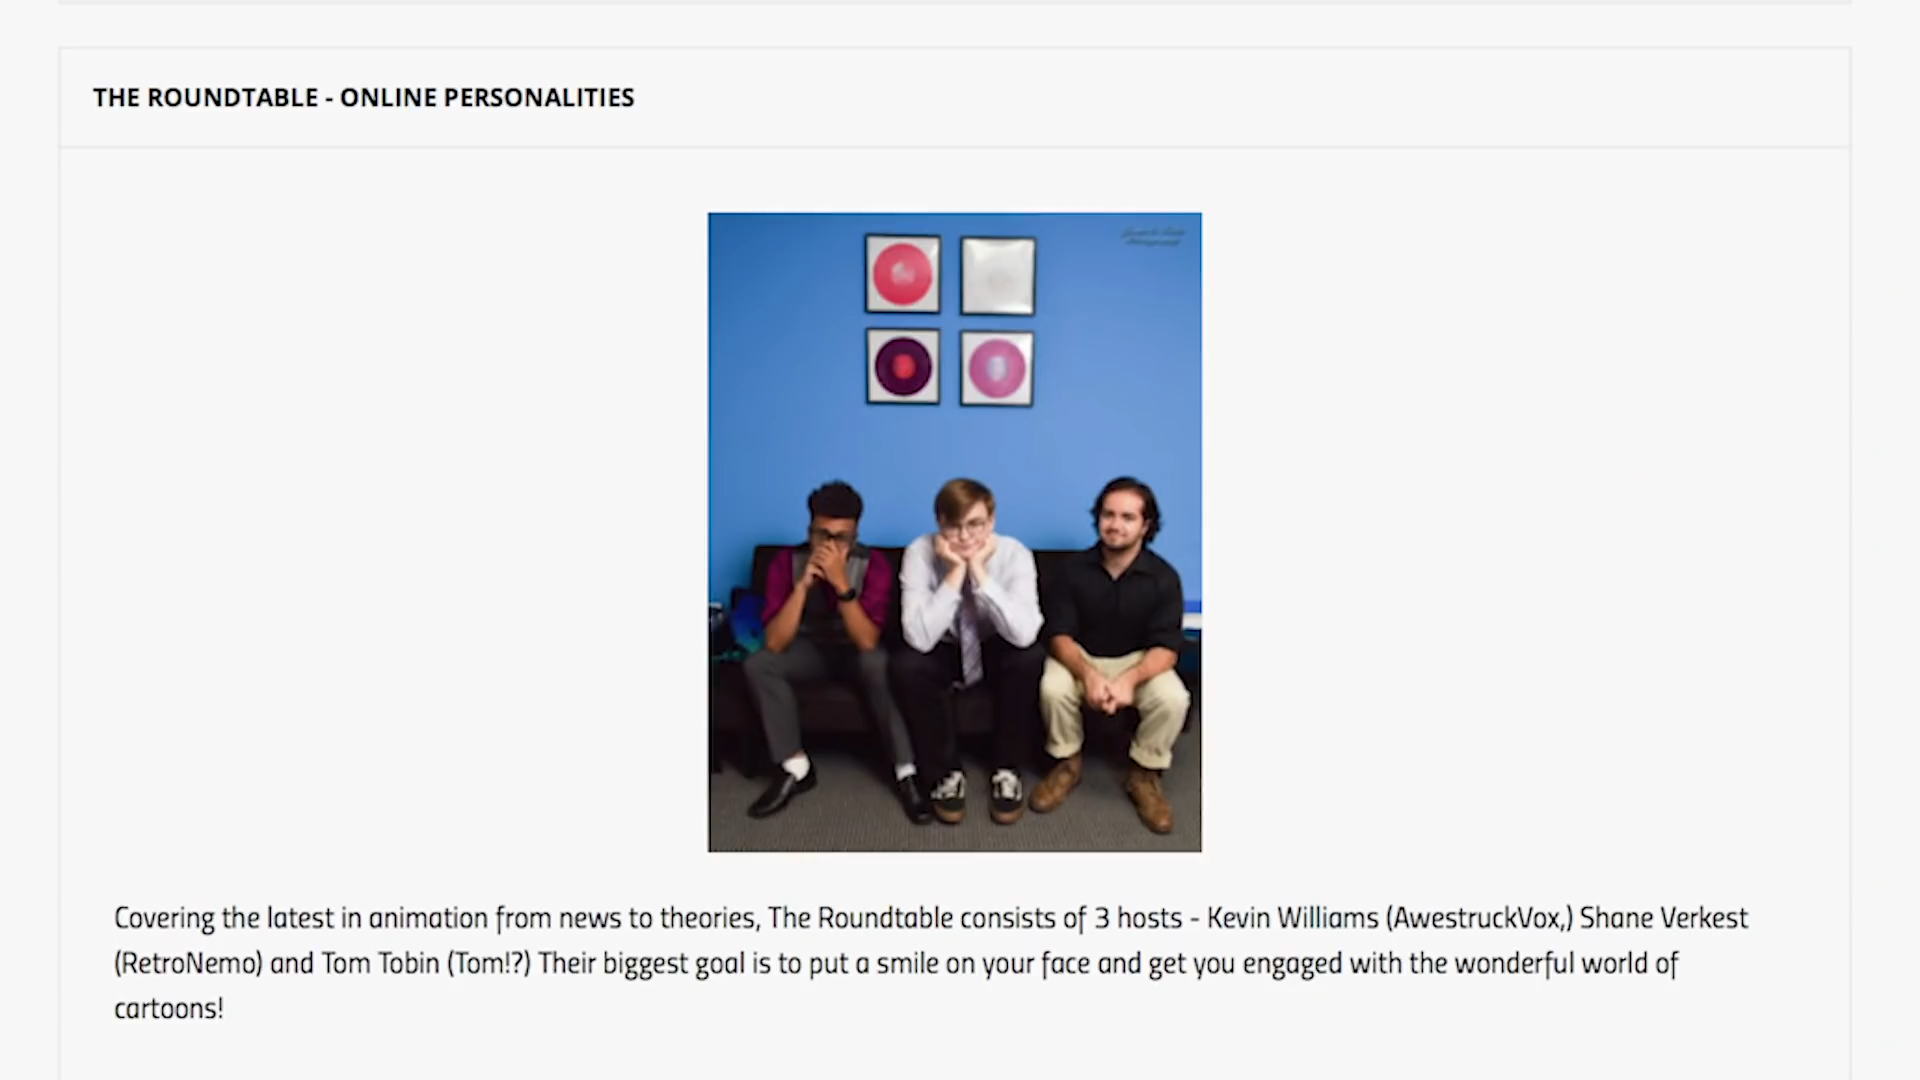 THE ROUNDTABLE - ONLINE PERSONALITIES
Covering the latest in animation from news to theories, The Roundtable consists of 3 hosts - Kevin Williams (AwestruckVox,) Shane Verkest
(RetroNemo) and Tom Tobin (Tom!?) Their biggest goal is to put a smile on your face and get you engaged with the wonderful world of
cartoons!